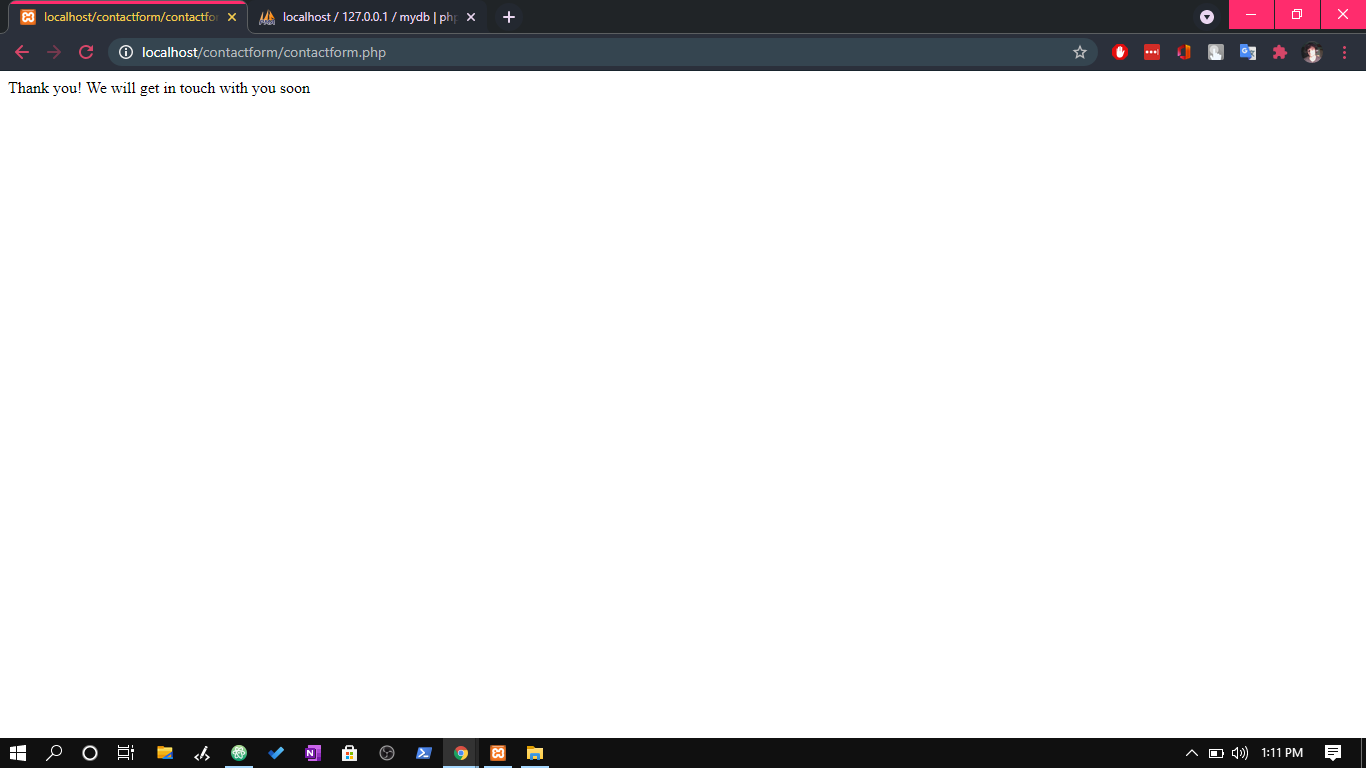 localhost/contactform/contactfor
localhost / 127.0.0.1 / mydb | php
localhost/contactform/contactform.php
Thank you! We will get in touch with you soon
1:11 PM